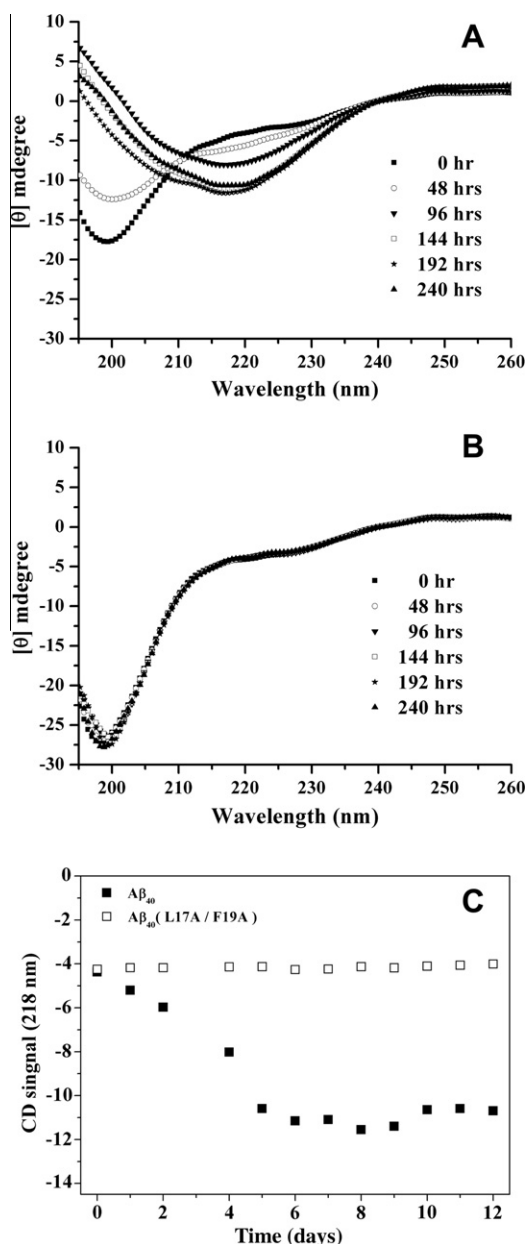 A
10
5
0
-5
-10
-15
-20
-25
-30
[θ] mdegree
0 hr
48 hrs
96 hrs
144 hrs
192 hrs
240 hrs
200 210 220 230 240 250 260
Wavelength (nm)
B
10
5
0
-5
-10
-15
-20
-25
-30
[θ] mdegree
0 hr
48 hrs
96 hrs
144 hrs
192 hrs
240 hrs
200 210 220 230 240 250 260
Wavelength (nm)
C
Aβ40
Aβ40( L17A / F19A )
-4
-4
-6
-8
-10
-12
-14
CD singnal (218 nm)
0 2 4 6 8 10 12
Time (days)